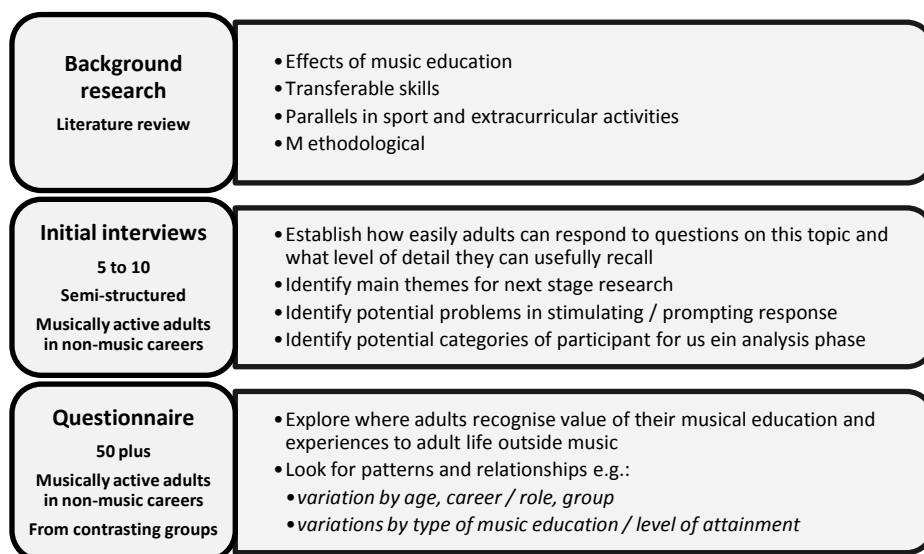 Background
research
Literature review
•Effects of music education
•Transferable skills
•Parallels in sport and extracurricular activities
•M ethodological
Initial interviews
5 to 10
Semi-structured
Musically active adults
in non-music careers
•Establish how easily adults can respond to questions on this topic and
what level of detail they can usefully recall
•Identify main themes for next stage research
•Identify potential problems in stimulating / prompting response
•Identify potential categories of participant for us ein analysis phase
Questionnaire
50 plus
Musically active adults
in non-music careers
From contrasting groups
•Explore where adults recognise value of their musical education and
experiences to adult life outside music
•Look for patterns and relationships e.g.:
•variation by age, career / role, group
•variations by type of music education / level of attainment